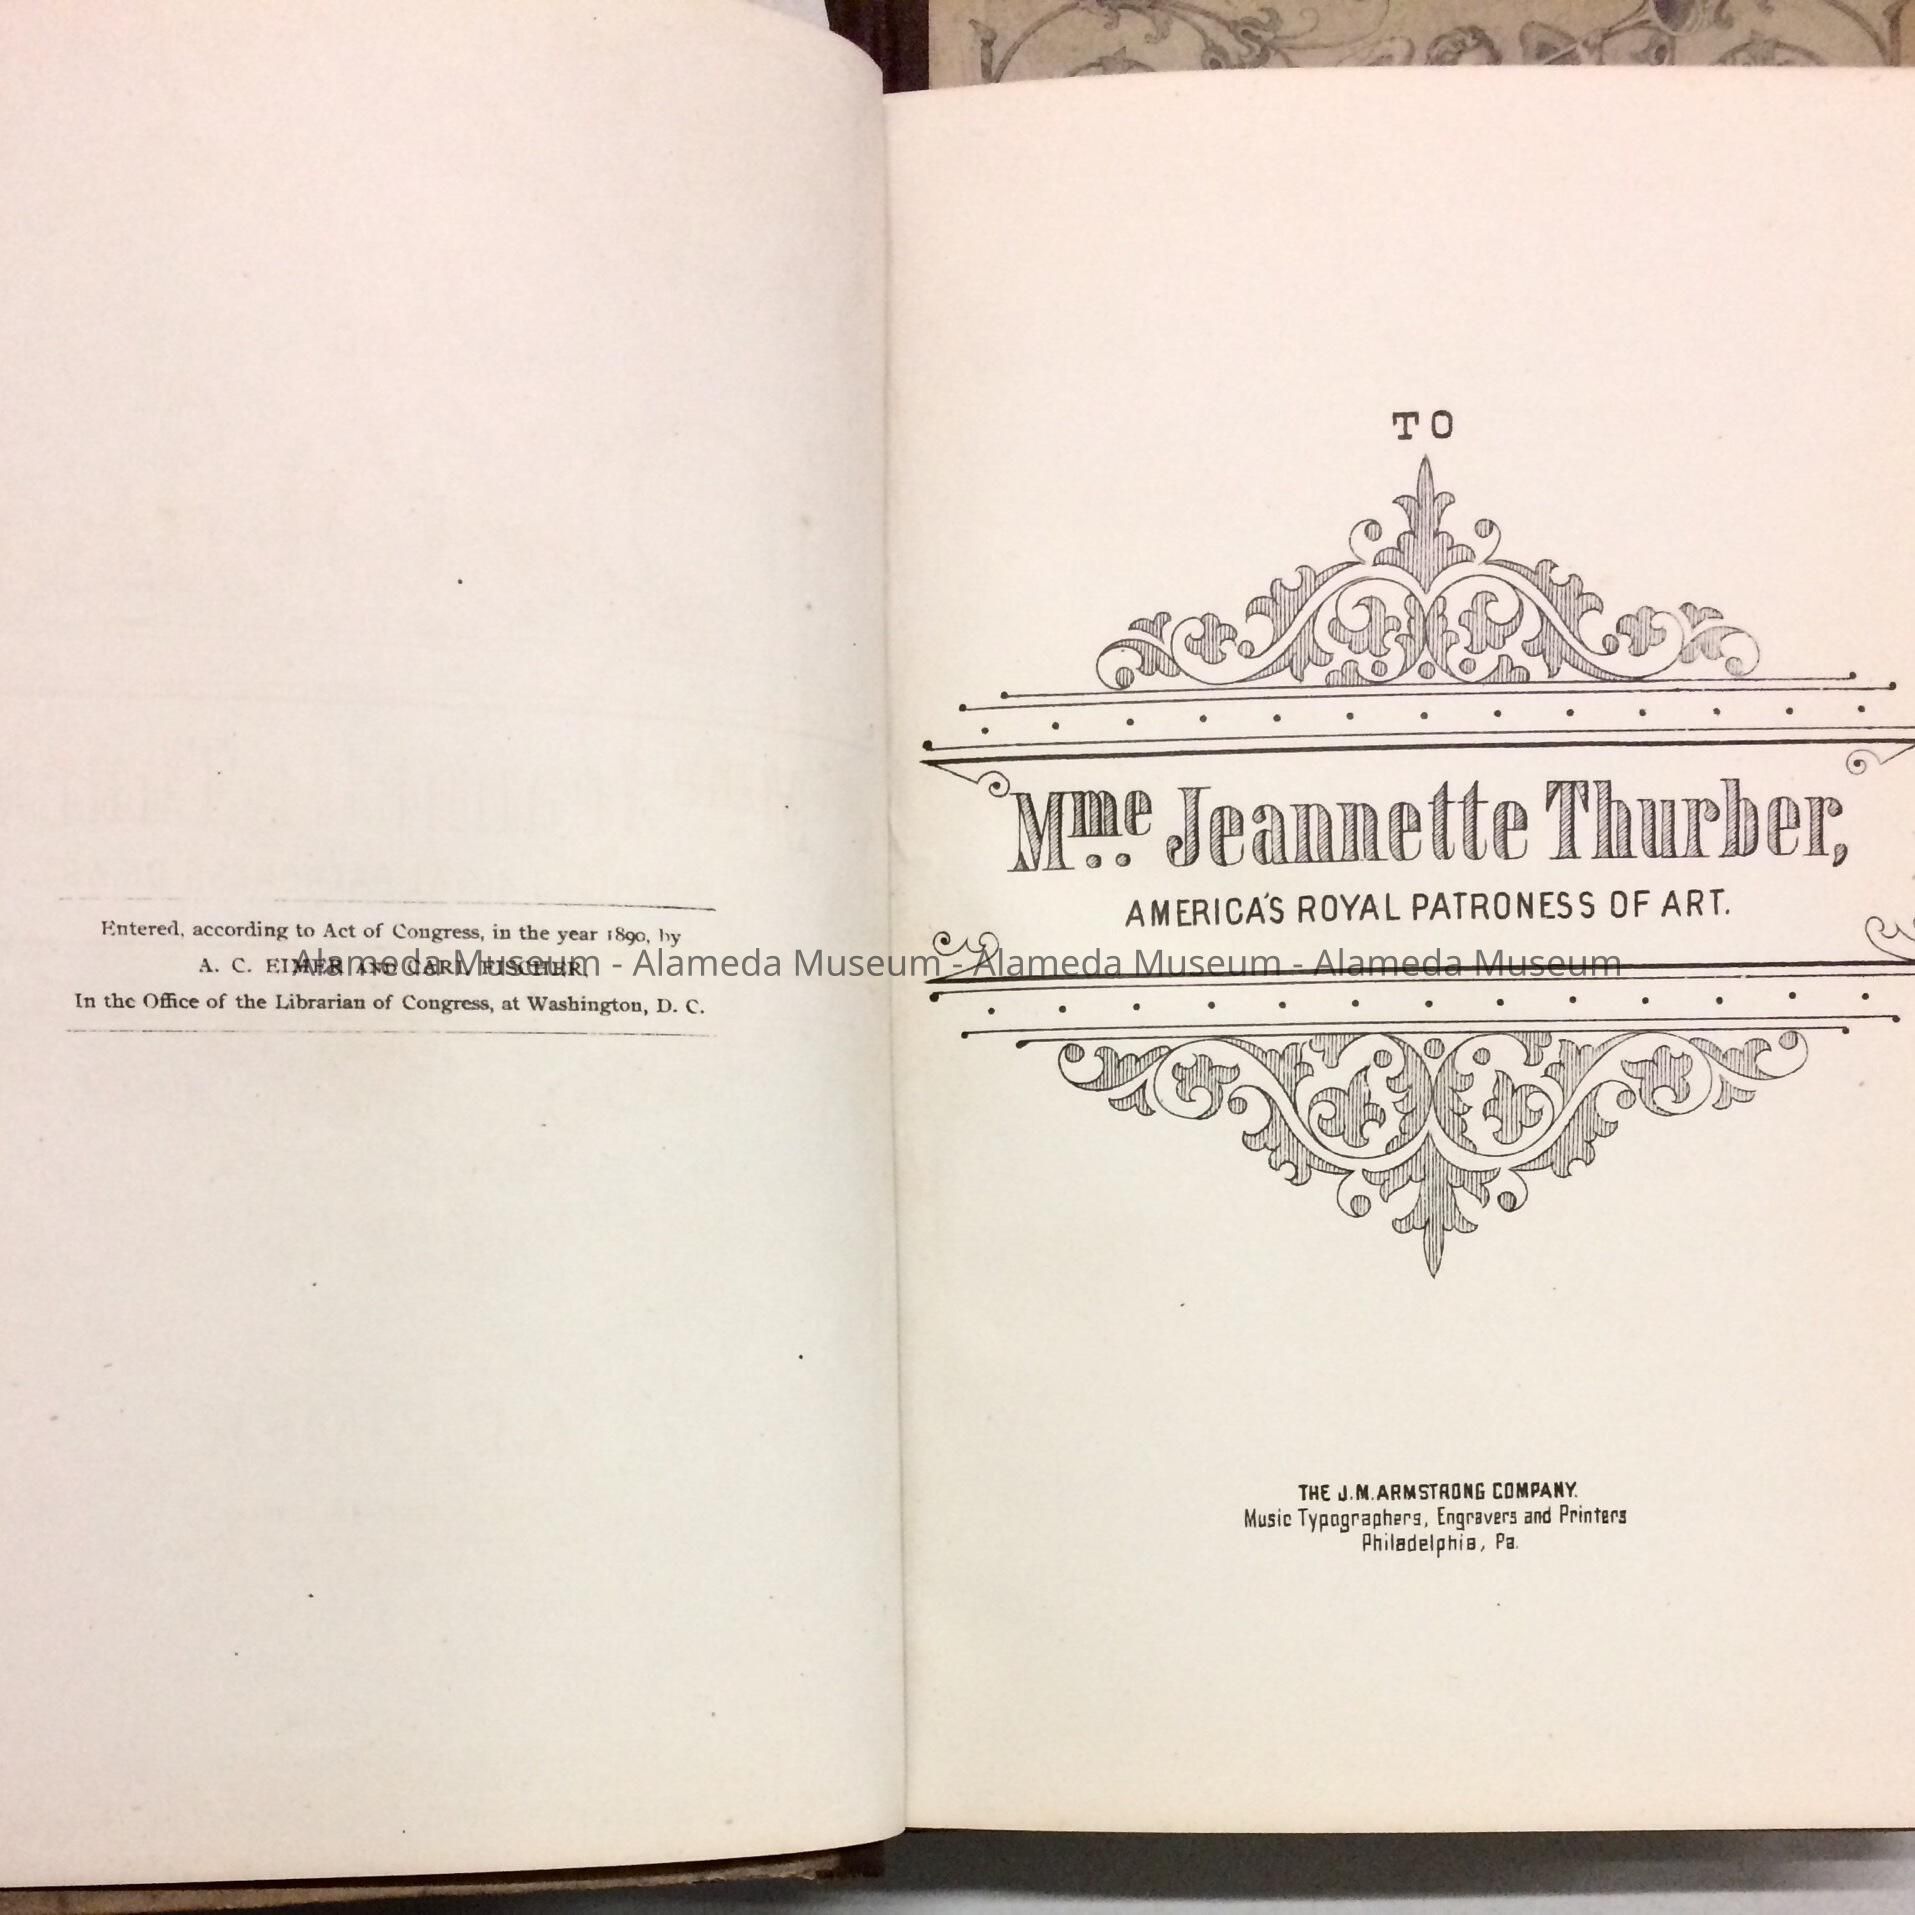 Entered, according to Act of Congress, in the year 1890, by
A. C. EIMER AND CARL FISCHER,
In the Office of the Librarian of Congress, at Washington, D. C.
TO
Mme Jeannette Thurber,
AMERICA'S ROYAL PATRONESS OF ART.
THE J.M. ARMSTRONG COMPANY.
Music Typographers, Engravers and Printers
Philadelphia, Pa.
Alameda Museum - Alameda Museum - Alameda Museum - Alameda Museum